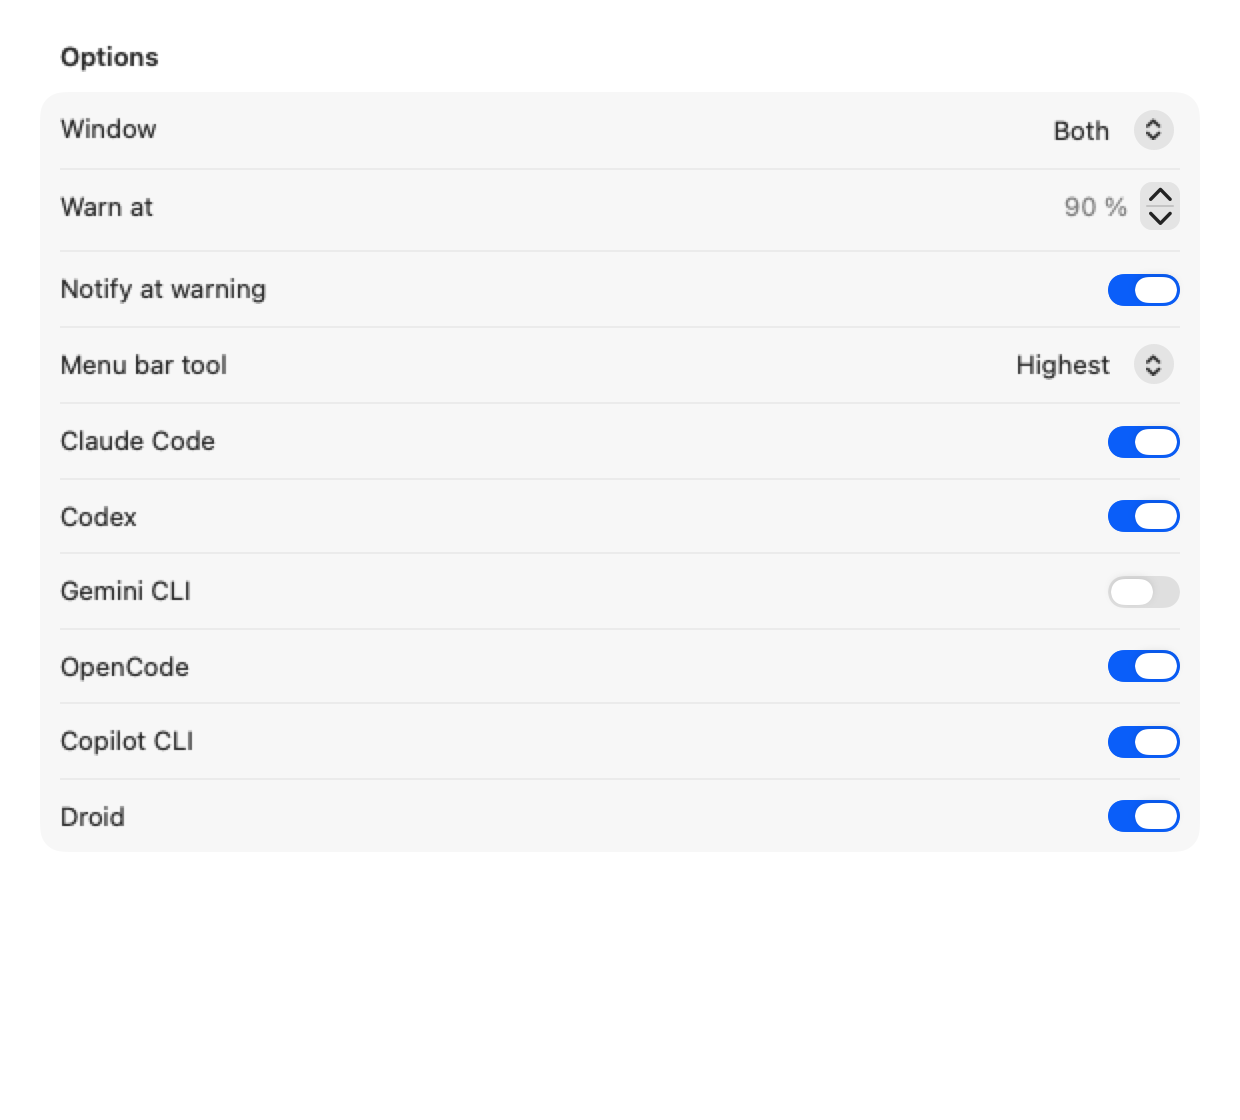 Options
Window Both
Warn at 90 %
Notify at warning
Menu bar tool Highest
Claude Code
Codex
Gemini CLI
OpenCode
Copilot CLI
Droid